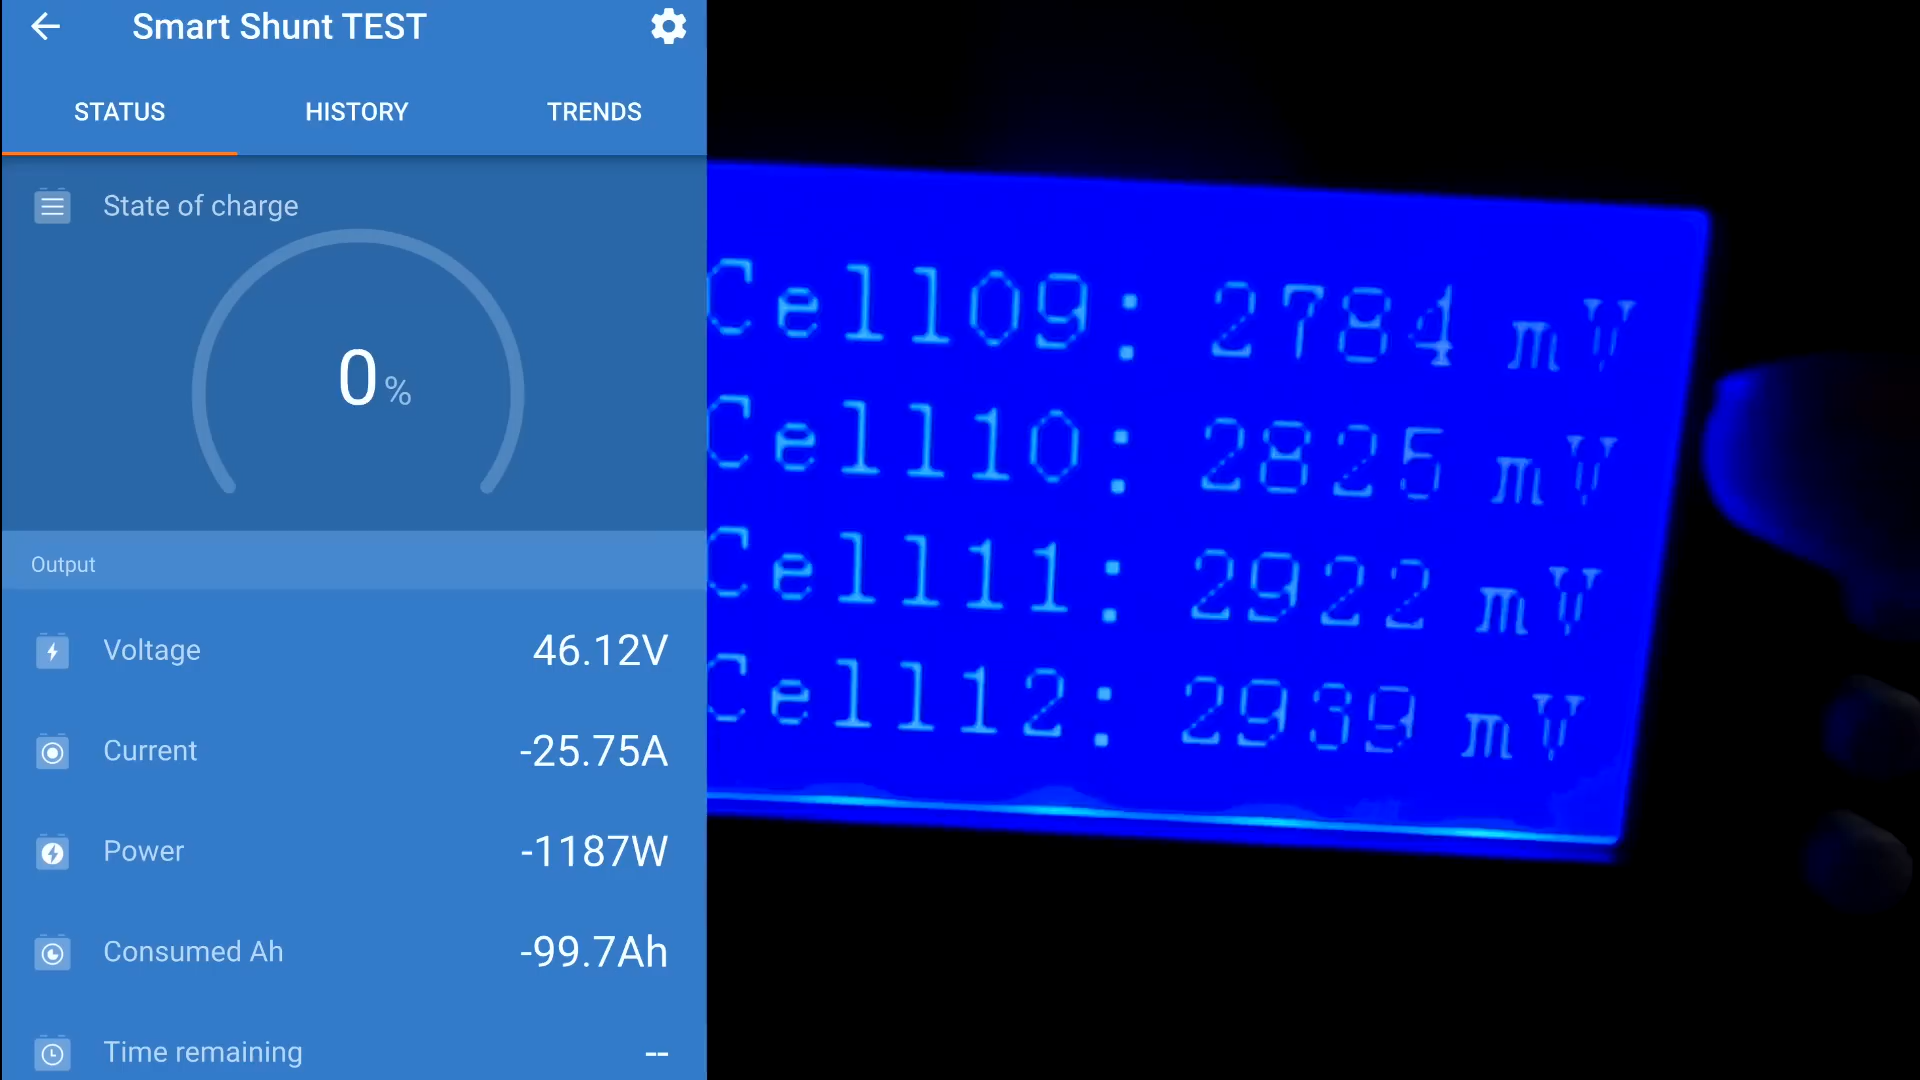 Smart Shunt TEST
STATUS HISTORY TRENDS
State of charge
0%
Output
Voltage 46.12V
Current -25.75A
Power -1187W
Consumed Ah -99.7Ah
Time remaining --
Cell09: 2784 mV
Cell10: 2825 mV
Cell11: 2922 mV
Cell12: 2939 mV